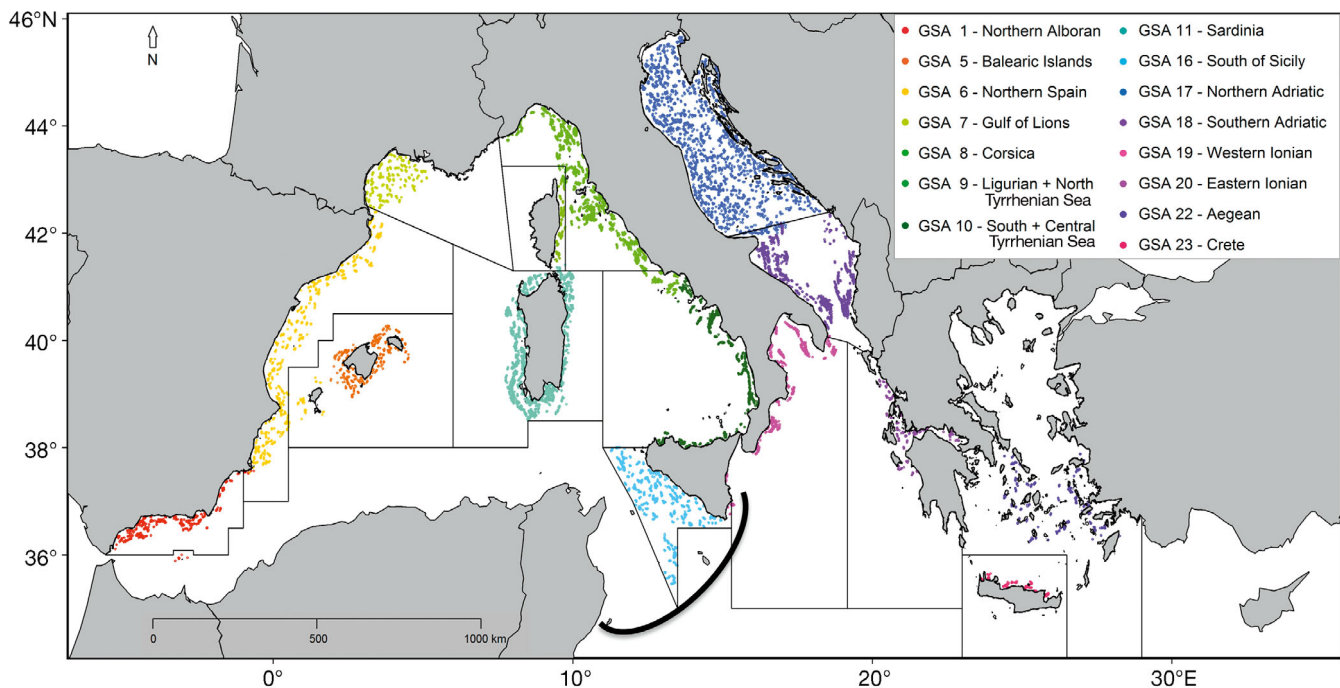 46°N
44°
42°
40°
38°
36°
N
GSA 1 - Northern Alboran
GSA 5 - Balearic Islands
GSA 6 - Northern Spain
GSA 7 - Gulf of Lions
GSA 8 - Corsica
GSA 9 - Ligurian + North
Tyrrhenian Sea
GSA 10 - South + Central
Tyrrhenian Sea
GSA 11 - Sardinia
GSA 16 - South of Sicily
GSA 17 - Northern Adriatic
GSA 18 - Southern Adriatic
GSA 19 - Western Ionian
GSA 20 - Eastern Ionian
GSA 22 - Aegean
GSA 23 - Crete
0 500 1000 km
0° 10° 20° 30°E